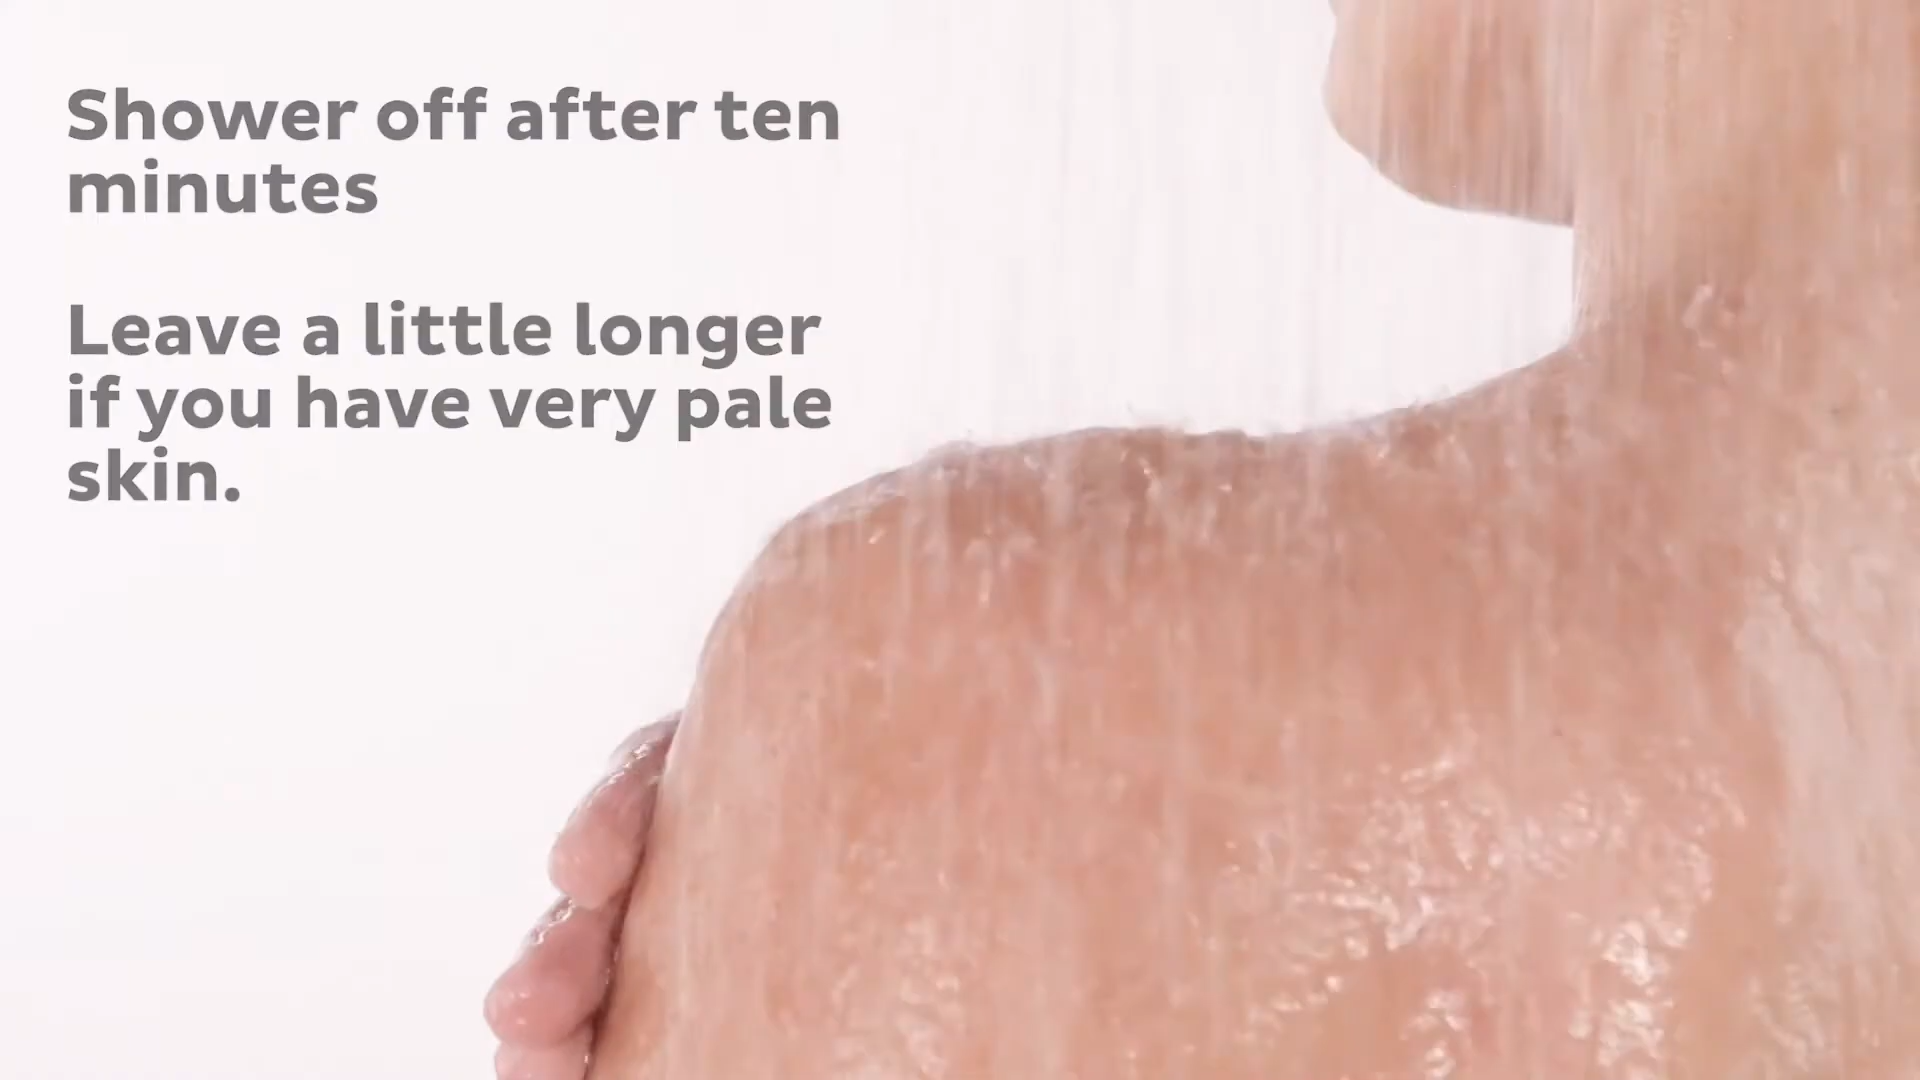 Shower off after ten
minutes
Leave a little longer
if you have very pale
skin.